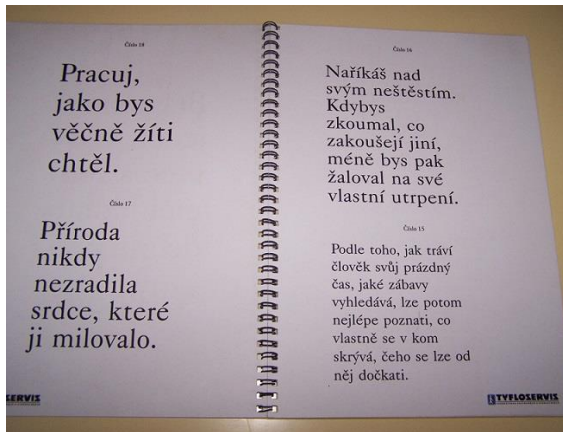 Číslo 18
Pracuj,
jako bys
věčně žíti
chtěl.
Číslo 17
Příroda
nikdy
nezradila
srdce, které
ji milovalo.
SERVIS
Číslo 16
Naříkáš nad
svým neštěstím.
Kdybys
zkoumal, co
zakoušejí jiní,
méně bys pak
žaloval na své
vlastní utrpení.
Číslo 15
Podle toho, jak tráví
člověk svůj prázdný
čas, jaké zábavy
vyhledává, lze potom
nejlépe poznati, co
vlastně se v kom
skrývá, čeho se lze od
něj dočkati.
TYFLOSERVIS